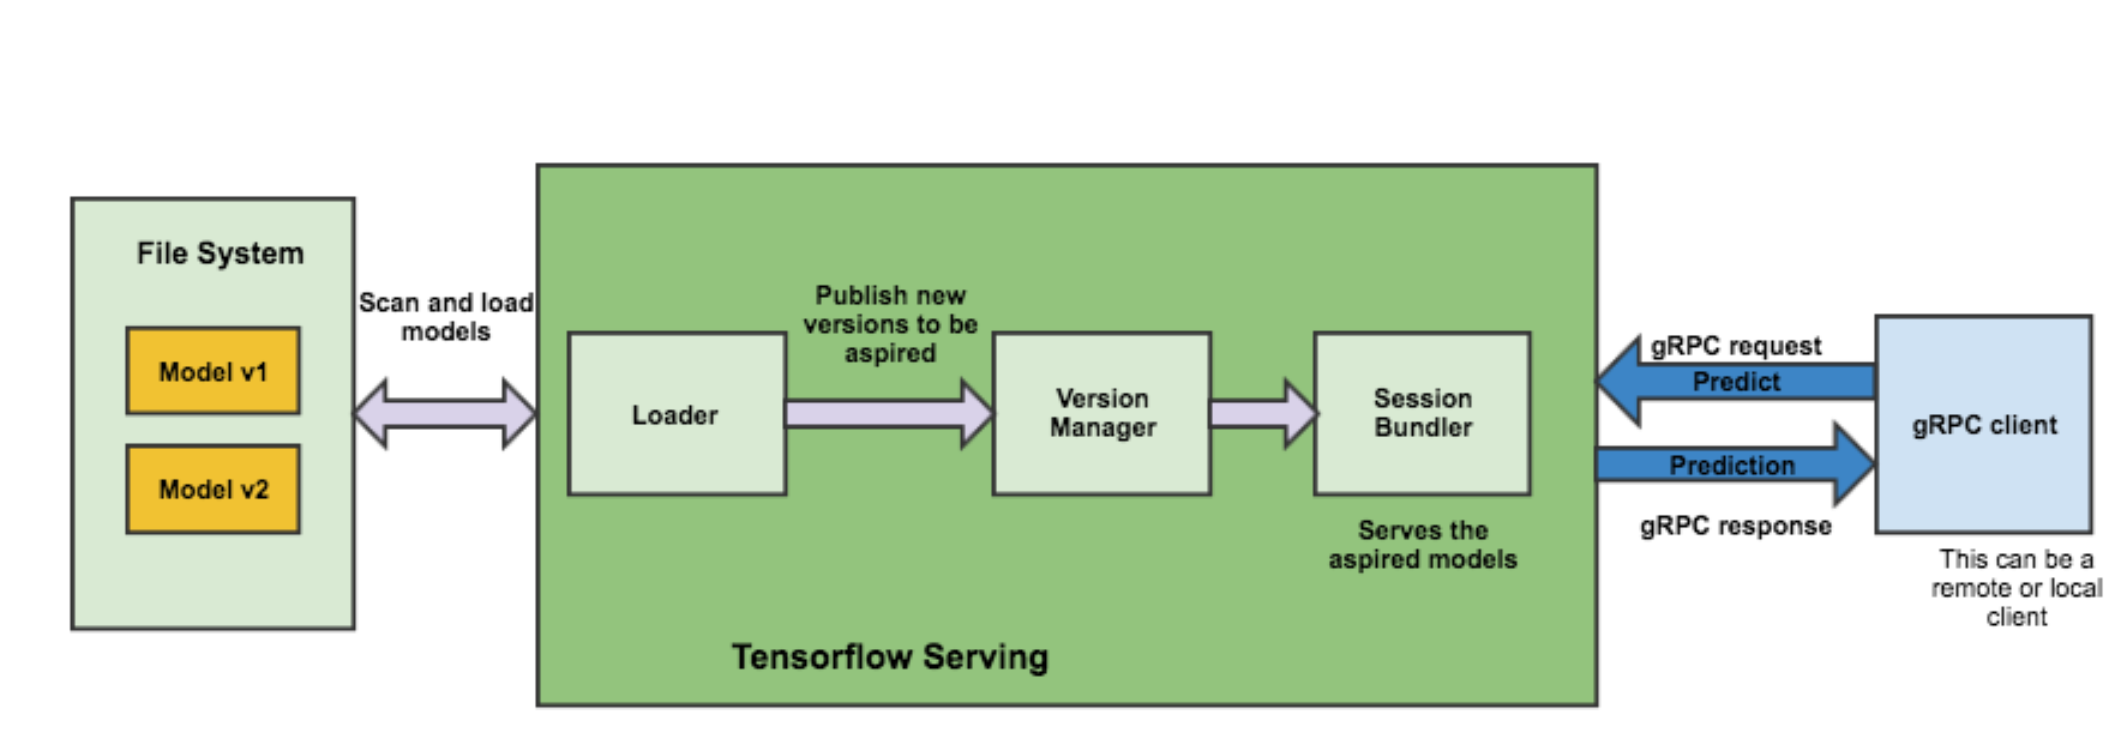 File System
Model v1
Model v2
Scan and load
models
Loader
Publish new
versions to be
aspired
Version
Manager
Session
Bundler
Serves the
aspired models
Tensorflow Serving
gRPC request
Predict
Prediction
gRPC response
gRPC client
This can be a
remote or local
client